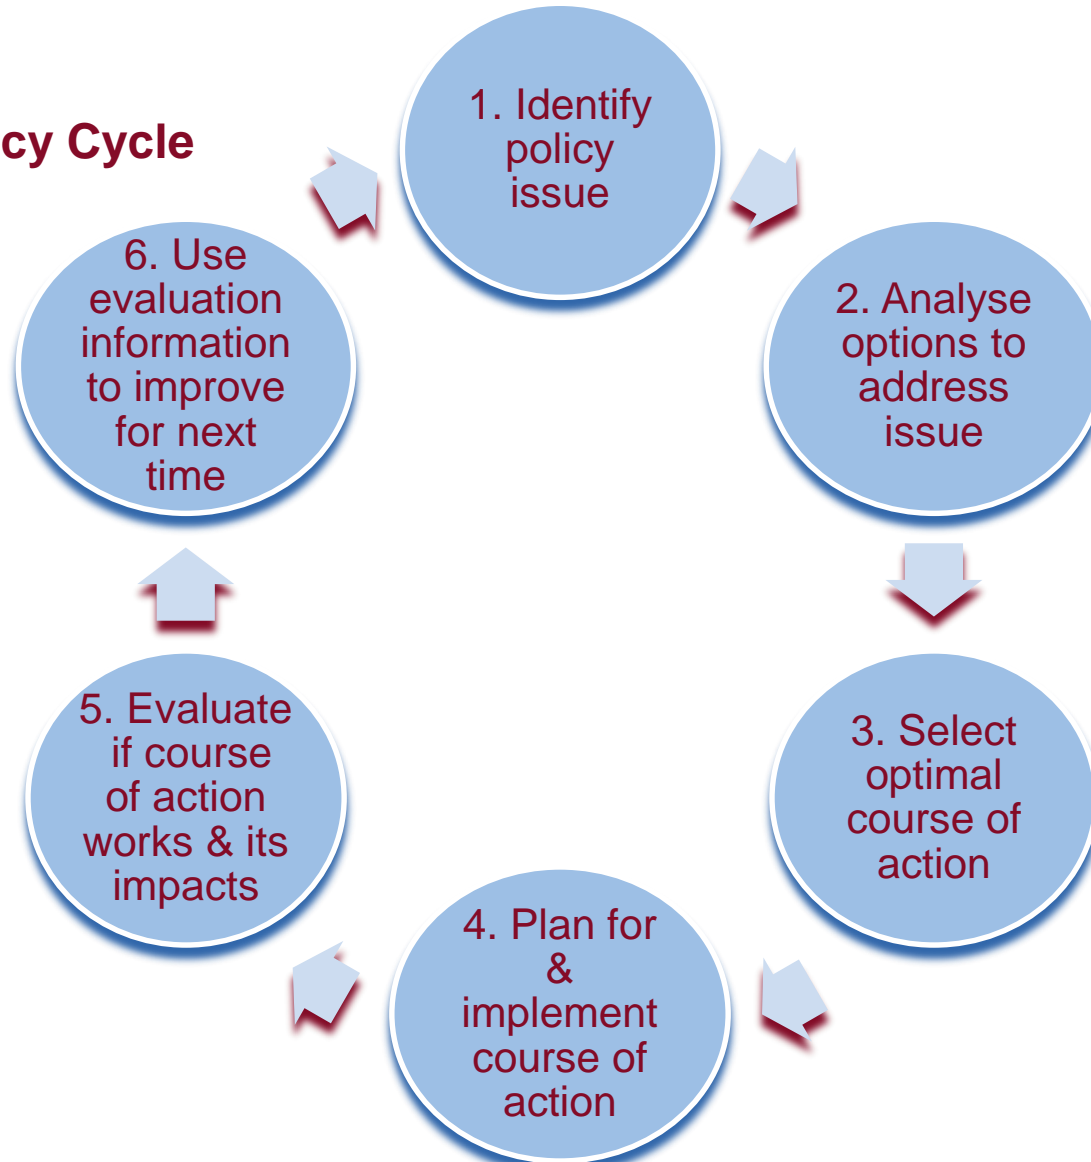 cy Cycle
1. Identify
policy
issue
2. Analyse
options to
address
issue
3. Select
optimal
course of
action
4. Plan for
&
implement
course of
action
5. Evaluate
if course
of action
works & its
impacts
6. Use
evaluation
information
to improve
for next
time